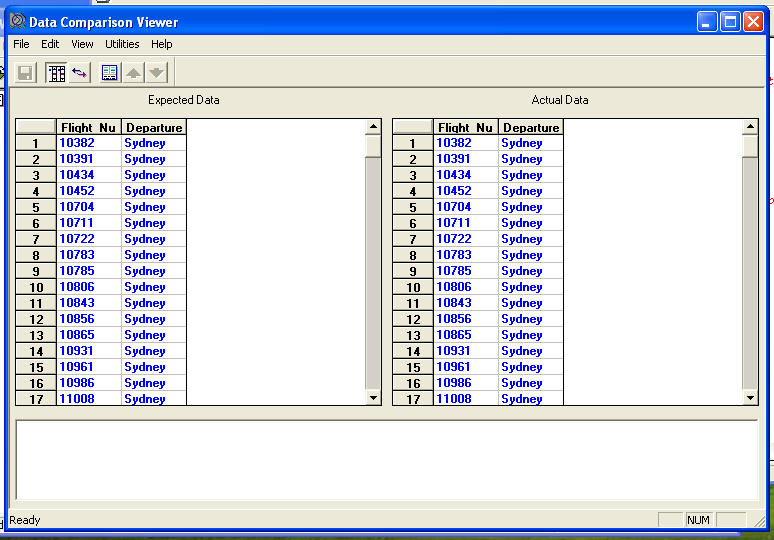 Data Comparison Viewer
File Edit View Utilities Help
Expected Data Actual Data
Flight_Nu Departure Flight_Nu Departure
1 10382 Sydney 1 10382 Sydney
2 10391 Sydney 2 10391 Sydney
3 10434 Sydney 3 10434 Sydney
4 10452 Sydney 4 10452 Sydney
5 10704 Sydney 5 10704 Sydney
6 10711 Sydney 6 10711 Sydney
7 10722 Sydney 7 10722 Sydney
8 10783 Sydney 8 10783 Sydney
9 10785 Sydney 9 10785 Sydney
10 10806 Sydney 10 10806 Sydney
11 10843 Sydney 11 10843 Sydney
12 10856 Sydney 12 10856 Sydney
13 10865 Sydney 13 10865 Sydney
14 10931 Sydney 14 10931 Sydney
15 10961 Sydney 15 10961 Sydney
16 10986 Sydney 16 10986 Sydney
17 11008 Sydney 17 11008 Sydney
Ready NUM